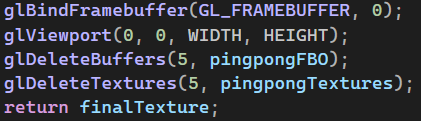 glBindFramebuffer(GL_FRAMEBUFFER, 0);
glViewport(0, 0, WIDTH, HEIGHT);
glDeleteBuffers(5, pingpongFBO);
glDeleteTextures(5, pingpongTextures);
return finalTexture;